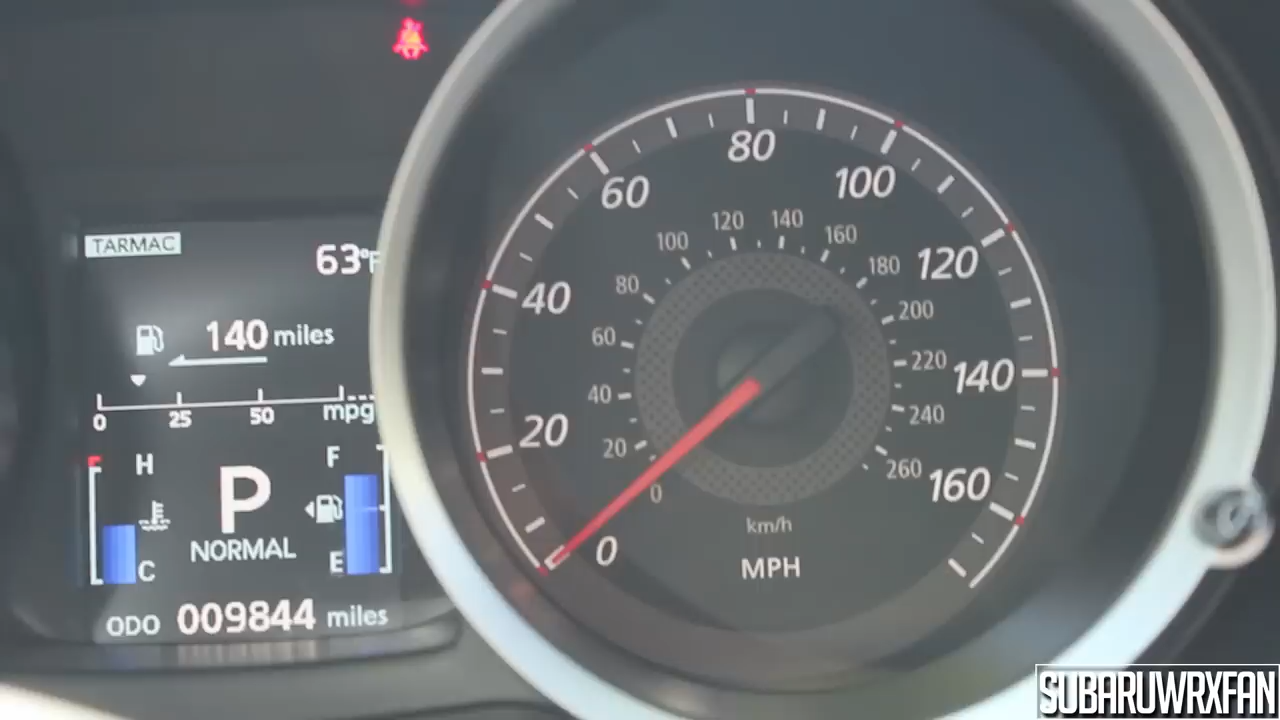 TARMAC
63°F
140 miles
0 25 50 mpg
H F
P
NORMAL
C E
ODO 009844 miles
0 20 40 60 80 100 120 140 160
0 20 40 60 80 100 120 140 160 180 200 220 240 260
km/h
MPH
SUBARUWRXFAN